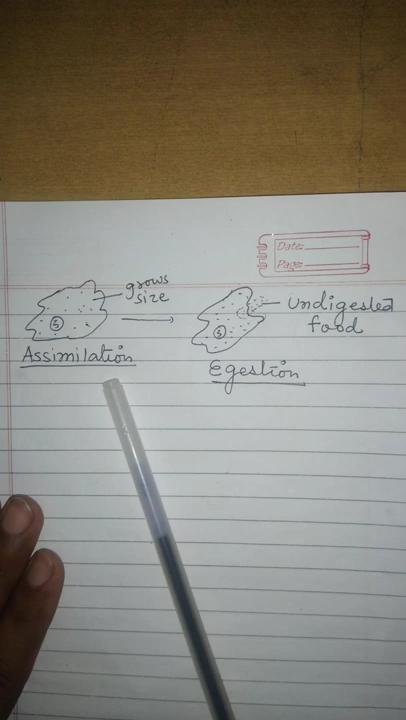 Date:
Page:
grows
size
Undigested
food
Assimilation
Egestion